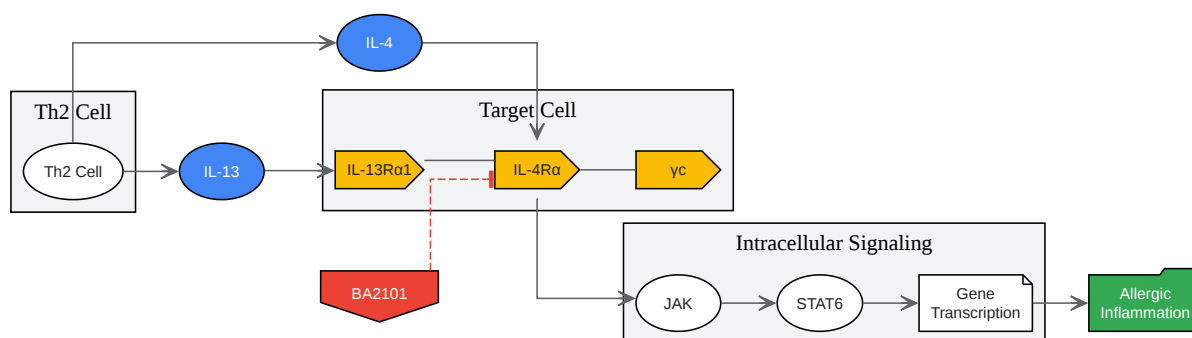 IL-4
Th2 Cell
Target Cell
Th2 Cell
IL-13
IL-13Rα1
IL-4Rα
γc
Intracellular Signaling
BA2101
JAK
STAT6
Gene
Transcription
Allergic
Inflammation